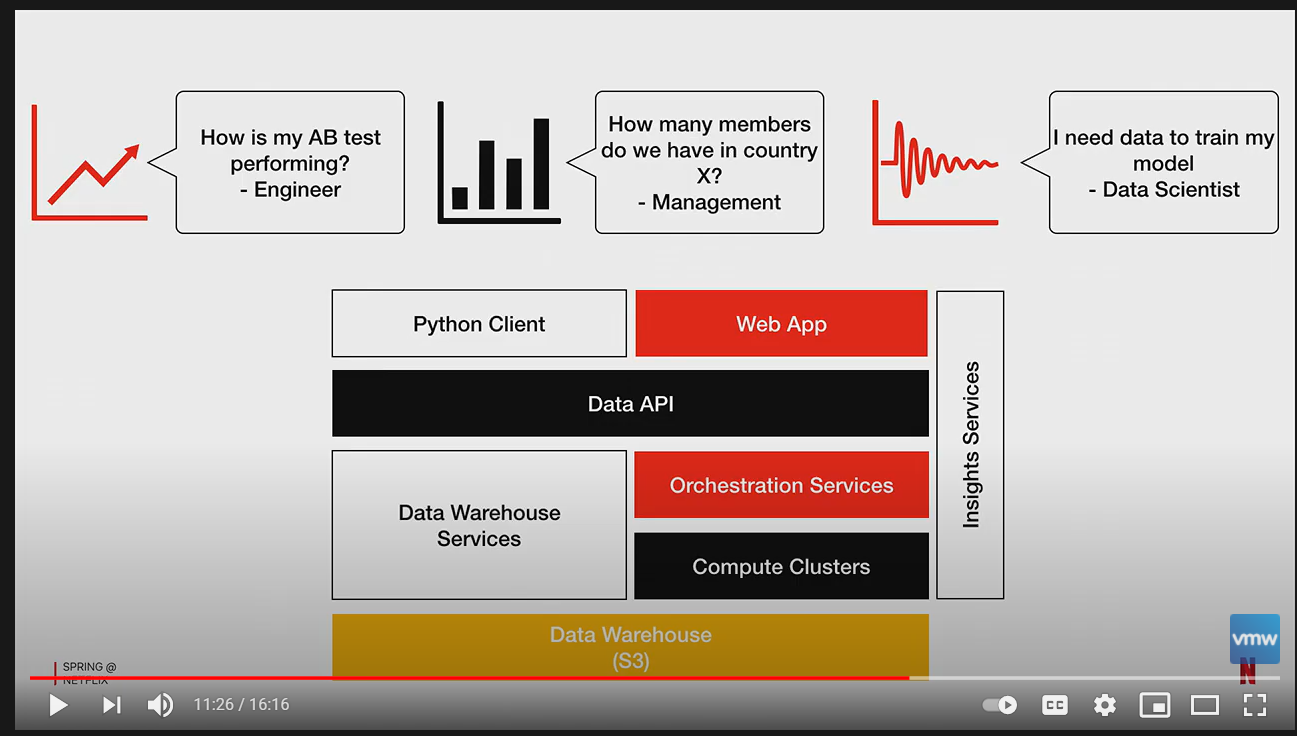 How is my AB test
performing?
- Engineer
How many members
do we have in country
X?
- Management
I need data to train my
model
- Data Scientist
Python Client
Web App
Data API
Insights Services
Data Warehouse
Services
Orchestration Services
Compute Clusters
Data Warehouse
(S3)
SPRING @
NETFLIX
vmw
N
11:26 / 16:16
CC